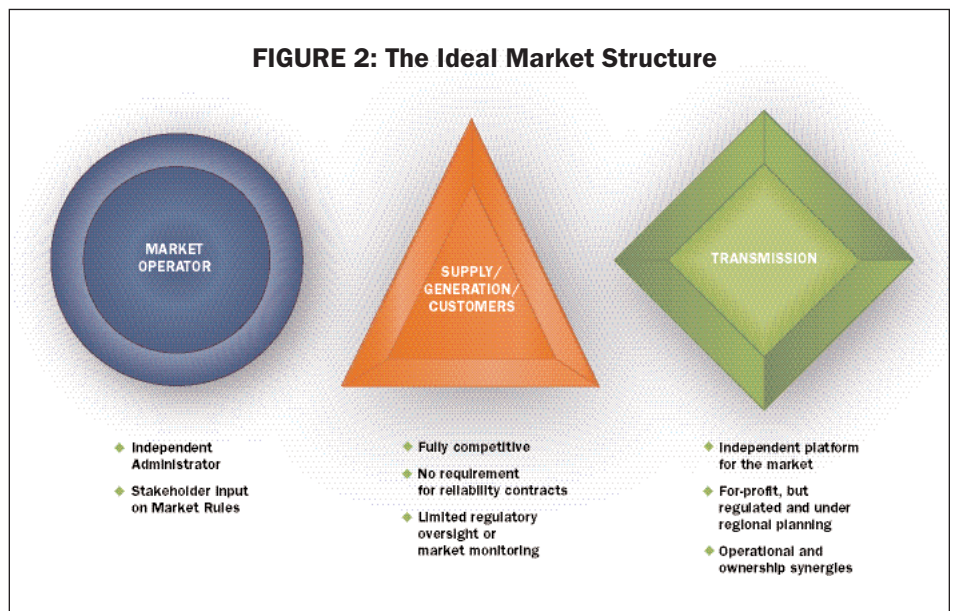 FIGURE 2: The Ideal Market Structure
MARKET
OPERATOR
SUPPLY/
GENERATION/
CUSTOMERS
TRANSMISSION
◆ Independent
Administrator
◆ Stakeholder Input
on Market Rules
◆ Fully competitive
◆ No requirement
for reliability contracts
◆ Limited regulatory
oversight or
market monitoring
◆ Independent platform
for the market
◆ For-profit, but
regulated and under
regional planning
◆ Operational and
ownership synergies